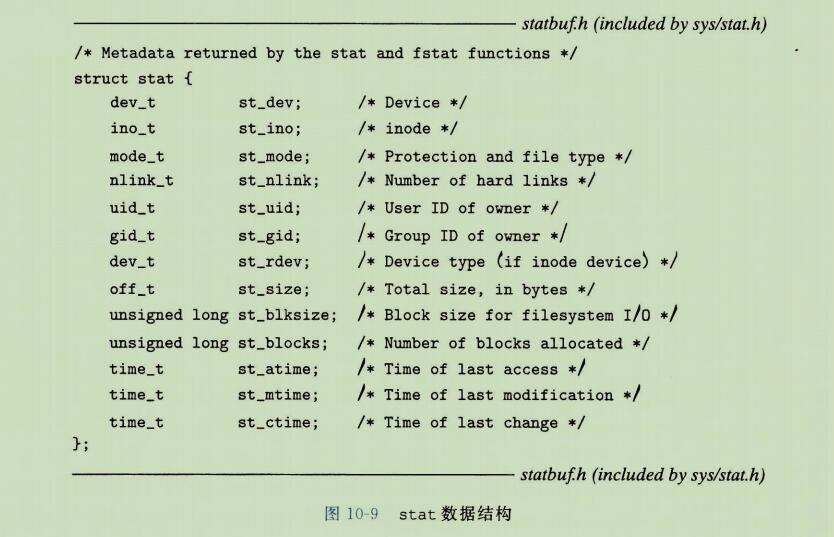 statbuf.h (included by sys/stat.h)
/* Metadata returned by the stat and fstat functions */
struct stat {
    dev_t         st_dev;      /* Device */
    ino_t         st_ino;      /* inode */
    mode_t        st_mode;     /* Protection and file type */
    nlink_t       st_nlink;    /* Number of hard links */
    uid_t         st_uid;      /* User ID of owner */
    gid_t         st_gid;      /* Group ID of owner */
    dev_t         st_rdev;     /* Device type (if inode device) */
    off_t         st_size;     /* Total size, in bytes */
    unsigned long st_blksize;  /* Block size for filesystem I/O */
    unsigned long st_blocks;   /* Number of blocks allocated */
    time_t        st_atime;    /* Time of last access */
    time_t        st_mtime;    /* Time of last modification */
    time_t        st_ctime;    /* Time of last change */
};
statbuf.h (included by sys/stat.h)
图 10-9 stat 数据结构